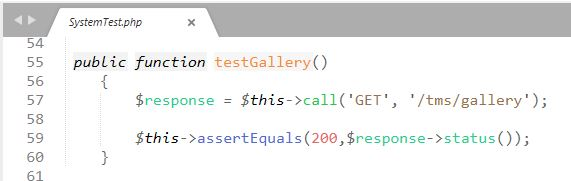 SystemTest.php ×
54
55 public function testGallery()
56 {
57 $response = $this->call('GET', '/tms/gallery');
58
59 $this->assertEquals(200,$response->status());
60 }
61